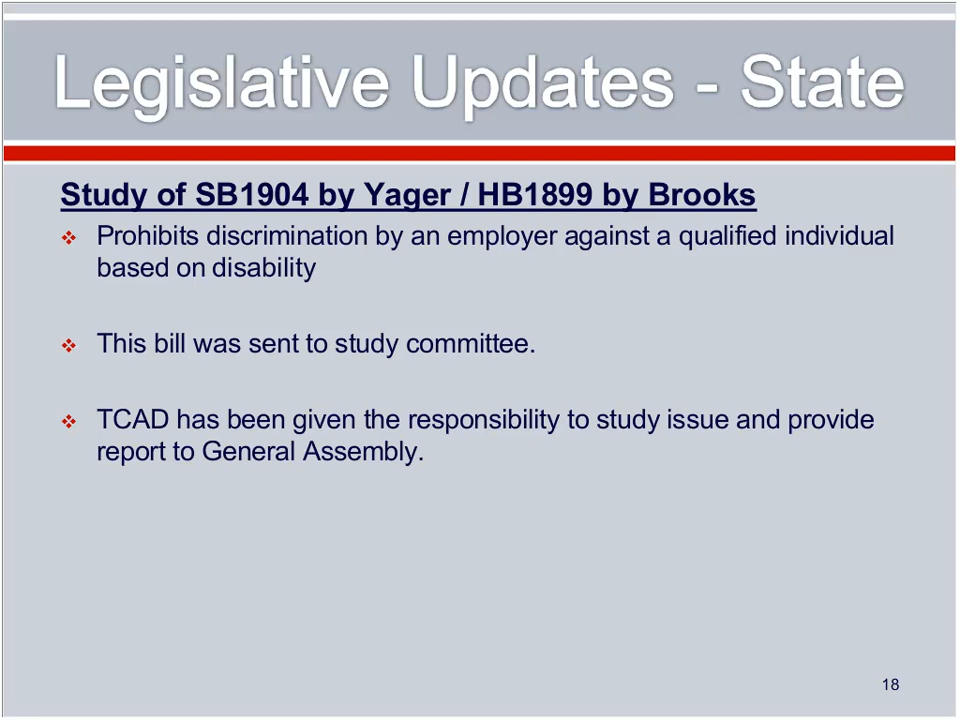 Legislative Updates - State
Study of SB1904 by Yager / HB1899 by Brooks
Prohibits discrimination by an employer against a qualified individual
based on disability
This bill was sent to study committee.
TCAD has been given the responsibility to study issue and provide
report to General Assembly.
18